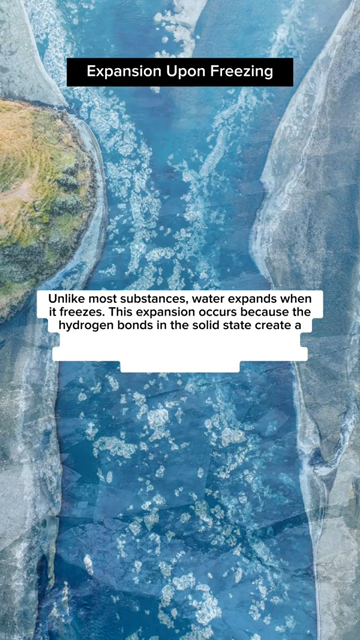 Expansion Upon Freezing
Unlike most substances, water expands when
it freezes. This expansion occurs because the
hydrogen bonds in the solid state create a